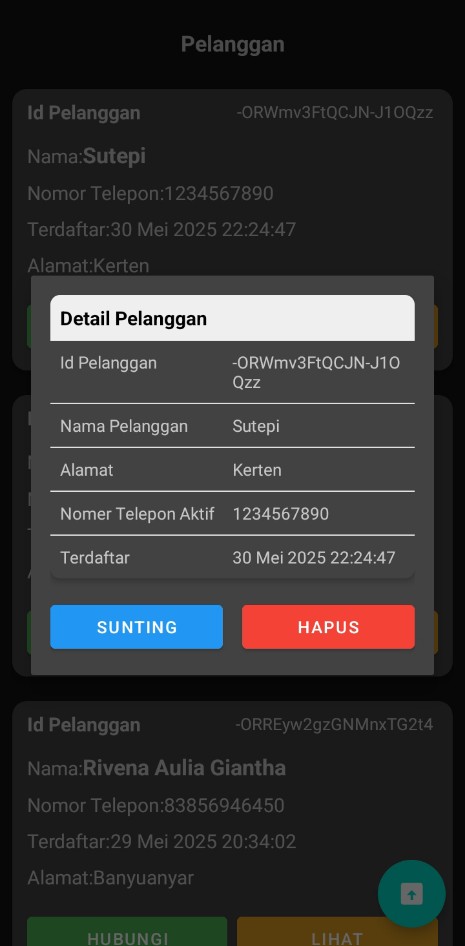 Pelanggan
Id Pelanggan -ORWmv3FtQCJN-J1OQzz
Nama:Sutepi
Nomor Telepon:1234567890
Terdaftar:30 Mei 2025 22:24:47
Alamat:Kerten
Detail Pelanggan
Id Pelanggan -ORWmv3FtQCJN-J1O
Qzz
Nama Pelanggan Sutepi
Alamat Kerten
Nomer Telepon Aktif 1234567890
Terdaftar 30 Mei 2025 22:24:47
SUNTING HAPUS
Id Pelanggan -ORREyw2gzGNMnxTG2t4
Nama:Rivena Aulia Giantha
Nomor Telepon:83856946450
Terdaftar:29 Mei 2025 20:34:02
Alamat:Banyuanyar
HUBUNGI LIHAT